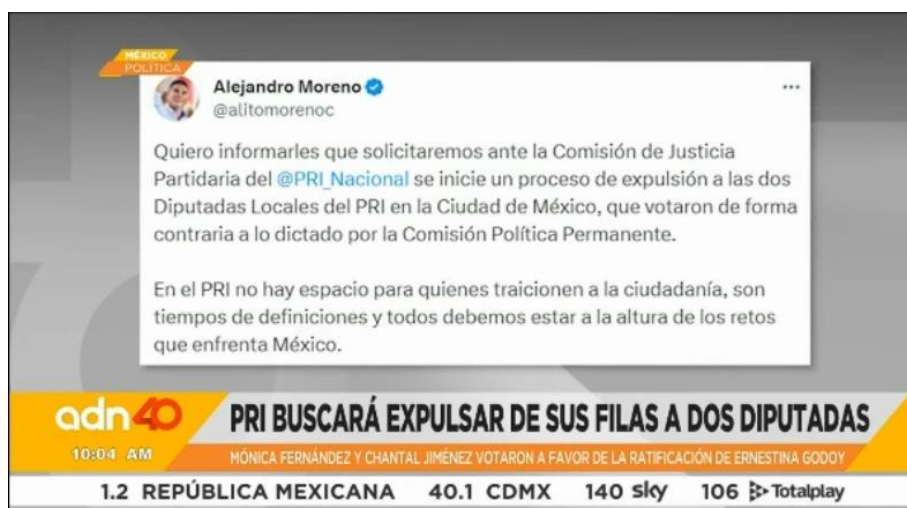 MÉXICO
POLÍTICA
Alejandro Moreno
@alitomorenoc
Quiero informarles que solicitaremos ante la Comisión de Justicia
Partidaria del @PRI_Nacional se inicie un proceso de expulsión a las dos
Diputadas Locales del PRI en la Ciudad de México, que votaron de forma
contraria a lo dictado por la Comisión Política Permanente.
En el PRI no hay espacio para quienes traicionen a la ciudadanía, son
tiempos de definiciones y todos debemos estar a la altura de los retos
que enfrenta México.
adn40
PRI BUSCARÁ EXPULSAR DE SUS FILAS A DOS DIPUTADAS
10:04 AM
MÓNICA FERNÁNDEZ Y CHANTAL JIMÉNEZ VOTARON A FAVOR DE LA RATIFICACIÓN DE ERNESTINA GODOY
1.2 REPÚBLICA MEXICANA 40.1 CDMX 140 sky 106 Totalplay